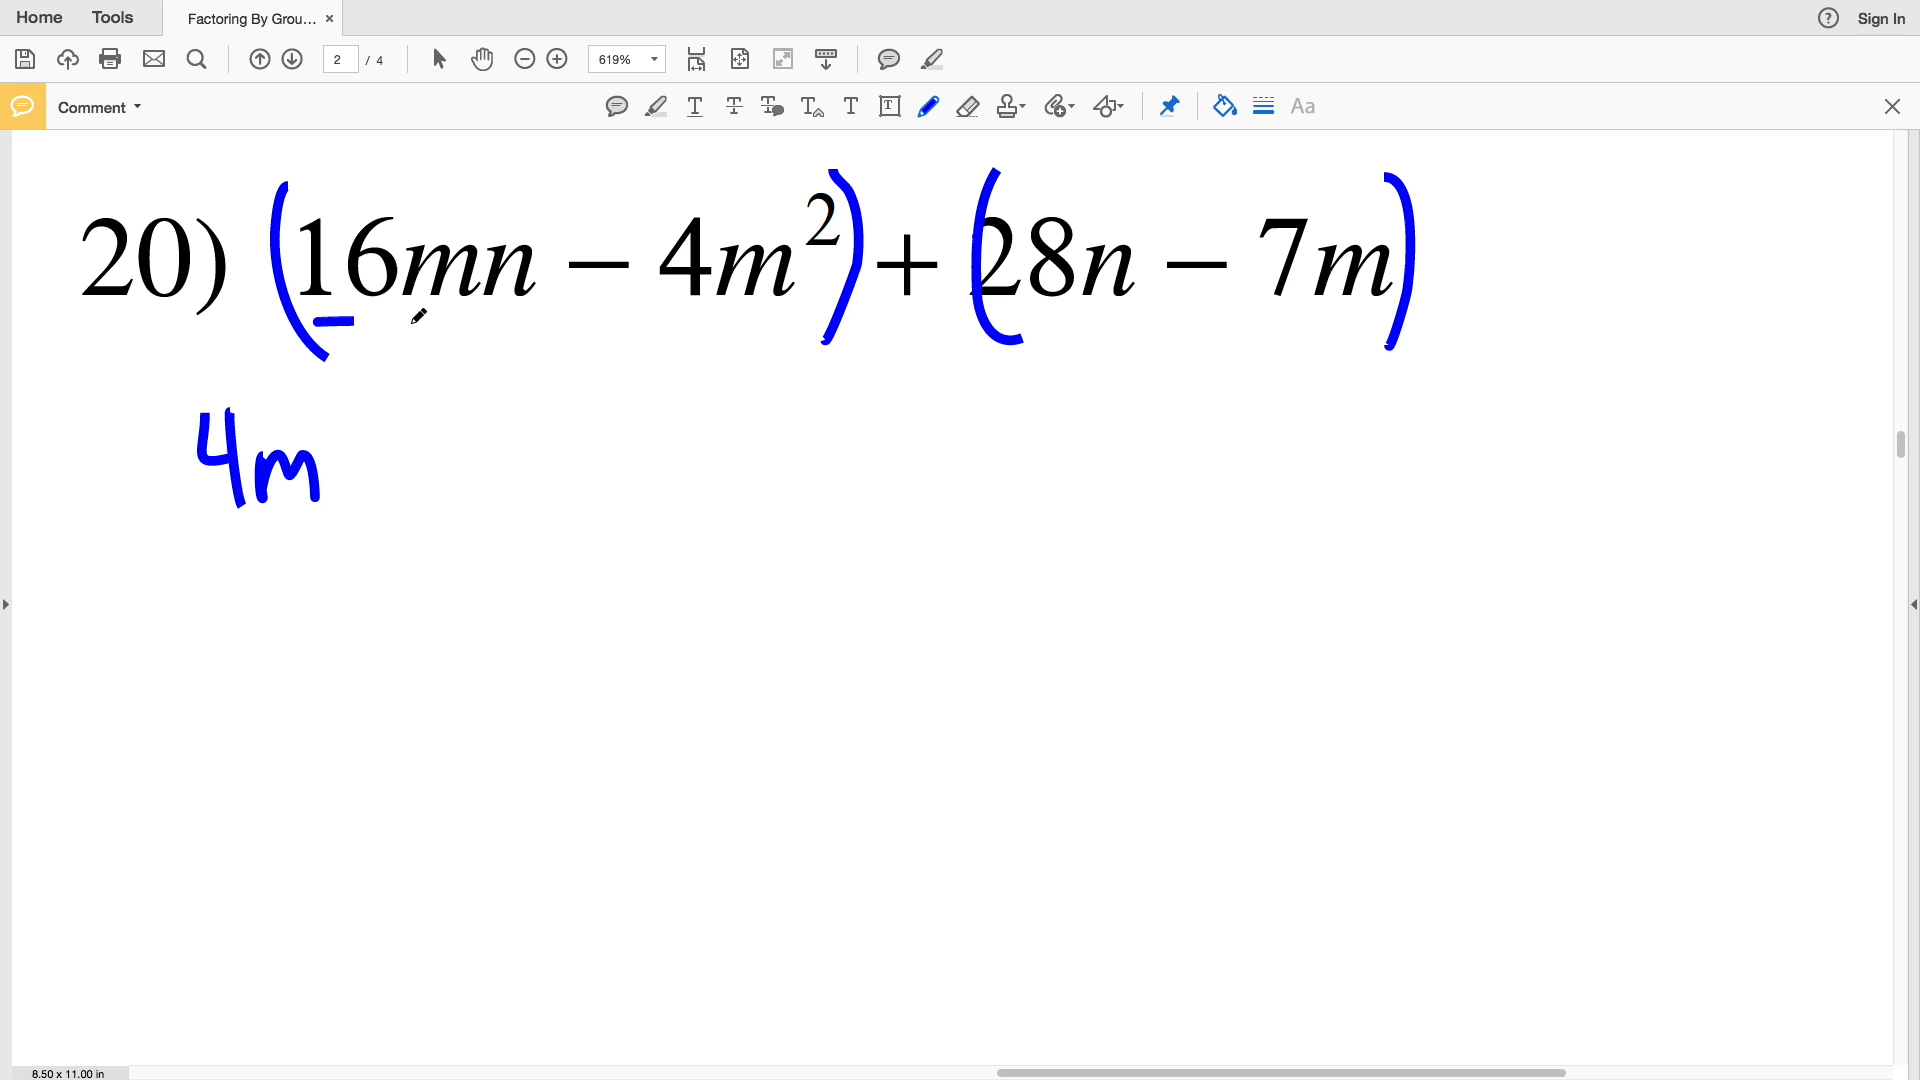 Home Tools Factoring By Grou... × ? Sign In
2 / 4 619%
Comment T T T T T T Aa
20) (16mn − 4m²) + (28n − 7m)
4m
8.50 x 11.00 in